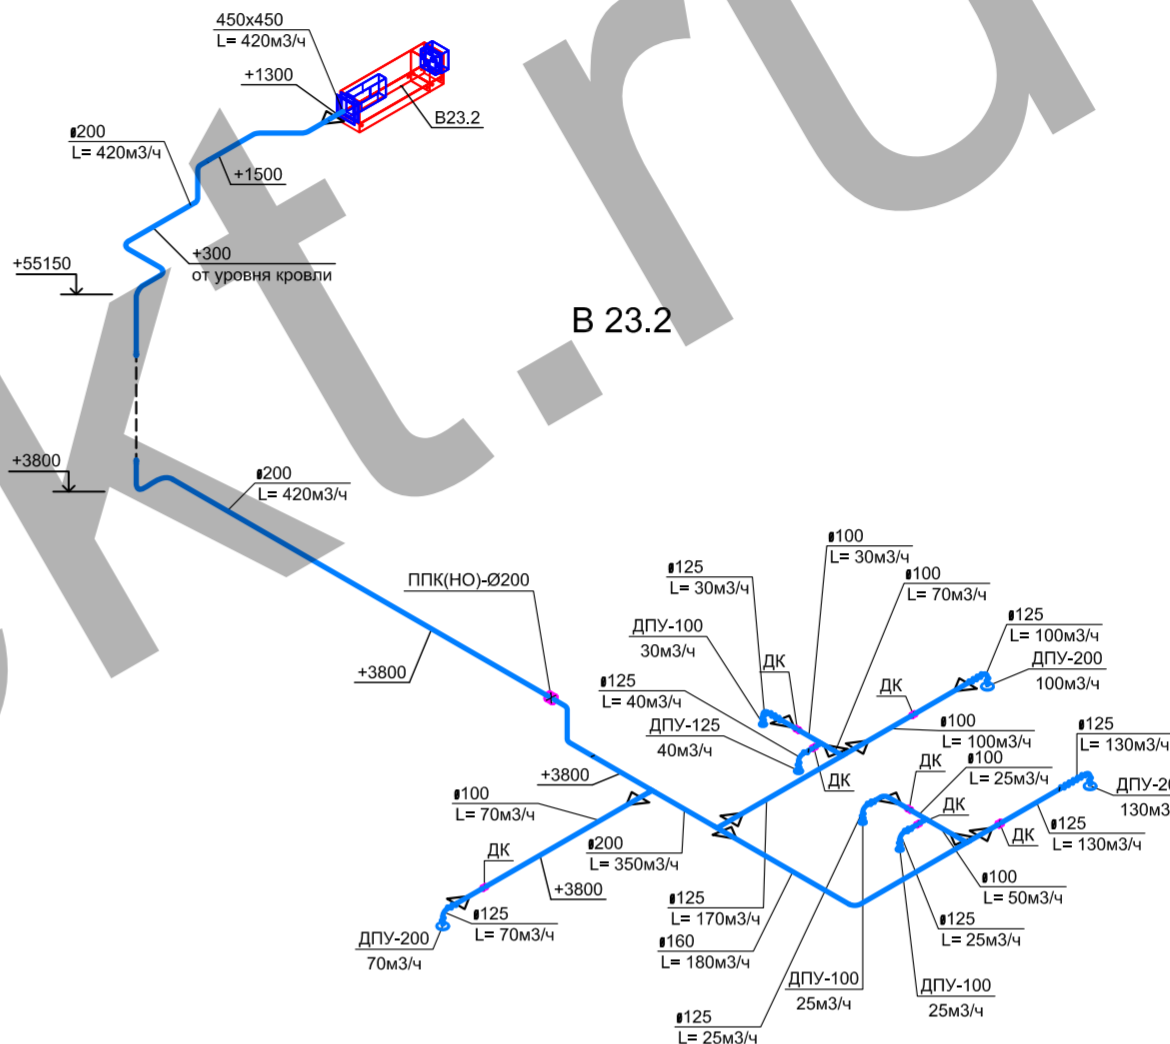 450x450
L= 420м3/ч
+1300
В23.2
ø200
L= 420м3/ч
+1500
+300
от уровня кровли
+55150
В 23.2
+3800
ø200
L= 420м3/ч
ППК(НО)-Ø200
+3800
ø100
L= 30м3/ч
ø125
L= 30м3/ч
ø100
L= 70м3/ч
ДПУ-100
30м3/ч
ДК
ø125
L= 100м3/ч
ДПУ-200
100м3/ч
ø125
L= 40м3/ч
ДК
ДПУ-125
40м3/ч
ø100
L= 100м3/ч
ø125
L= 130м3/ч
+3800
ДК
ДК
ø100
L= 25м3/ч
ДПУ-20
130м3
ø100
L= 70м3/ч
ДК
ДК
ø125
L= 130м3/ч
ДК
ø200
L= 350м3/ч
+3800
ø100
L= 50м3/ч
ø125
L= 170м3/ч
ø125
L= 70м3/ч
ø125
L= 25м3/ч
ДПУ-200
70м3/ч
ø160
L= 180м3/ч
ДПУ-100
25м3/ч
ДПУ-100
25м3/ч
ø125
L= 25м3/ч
kt.ru